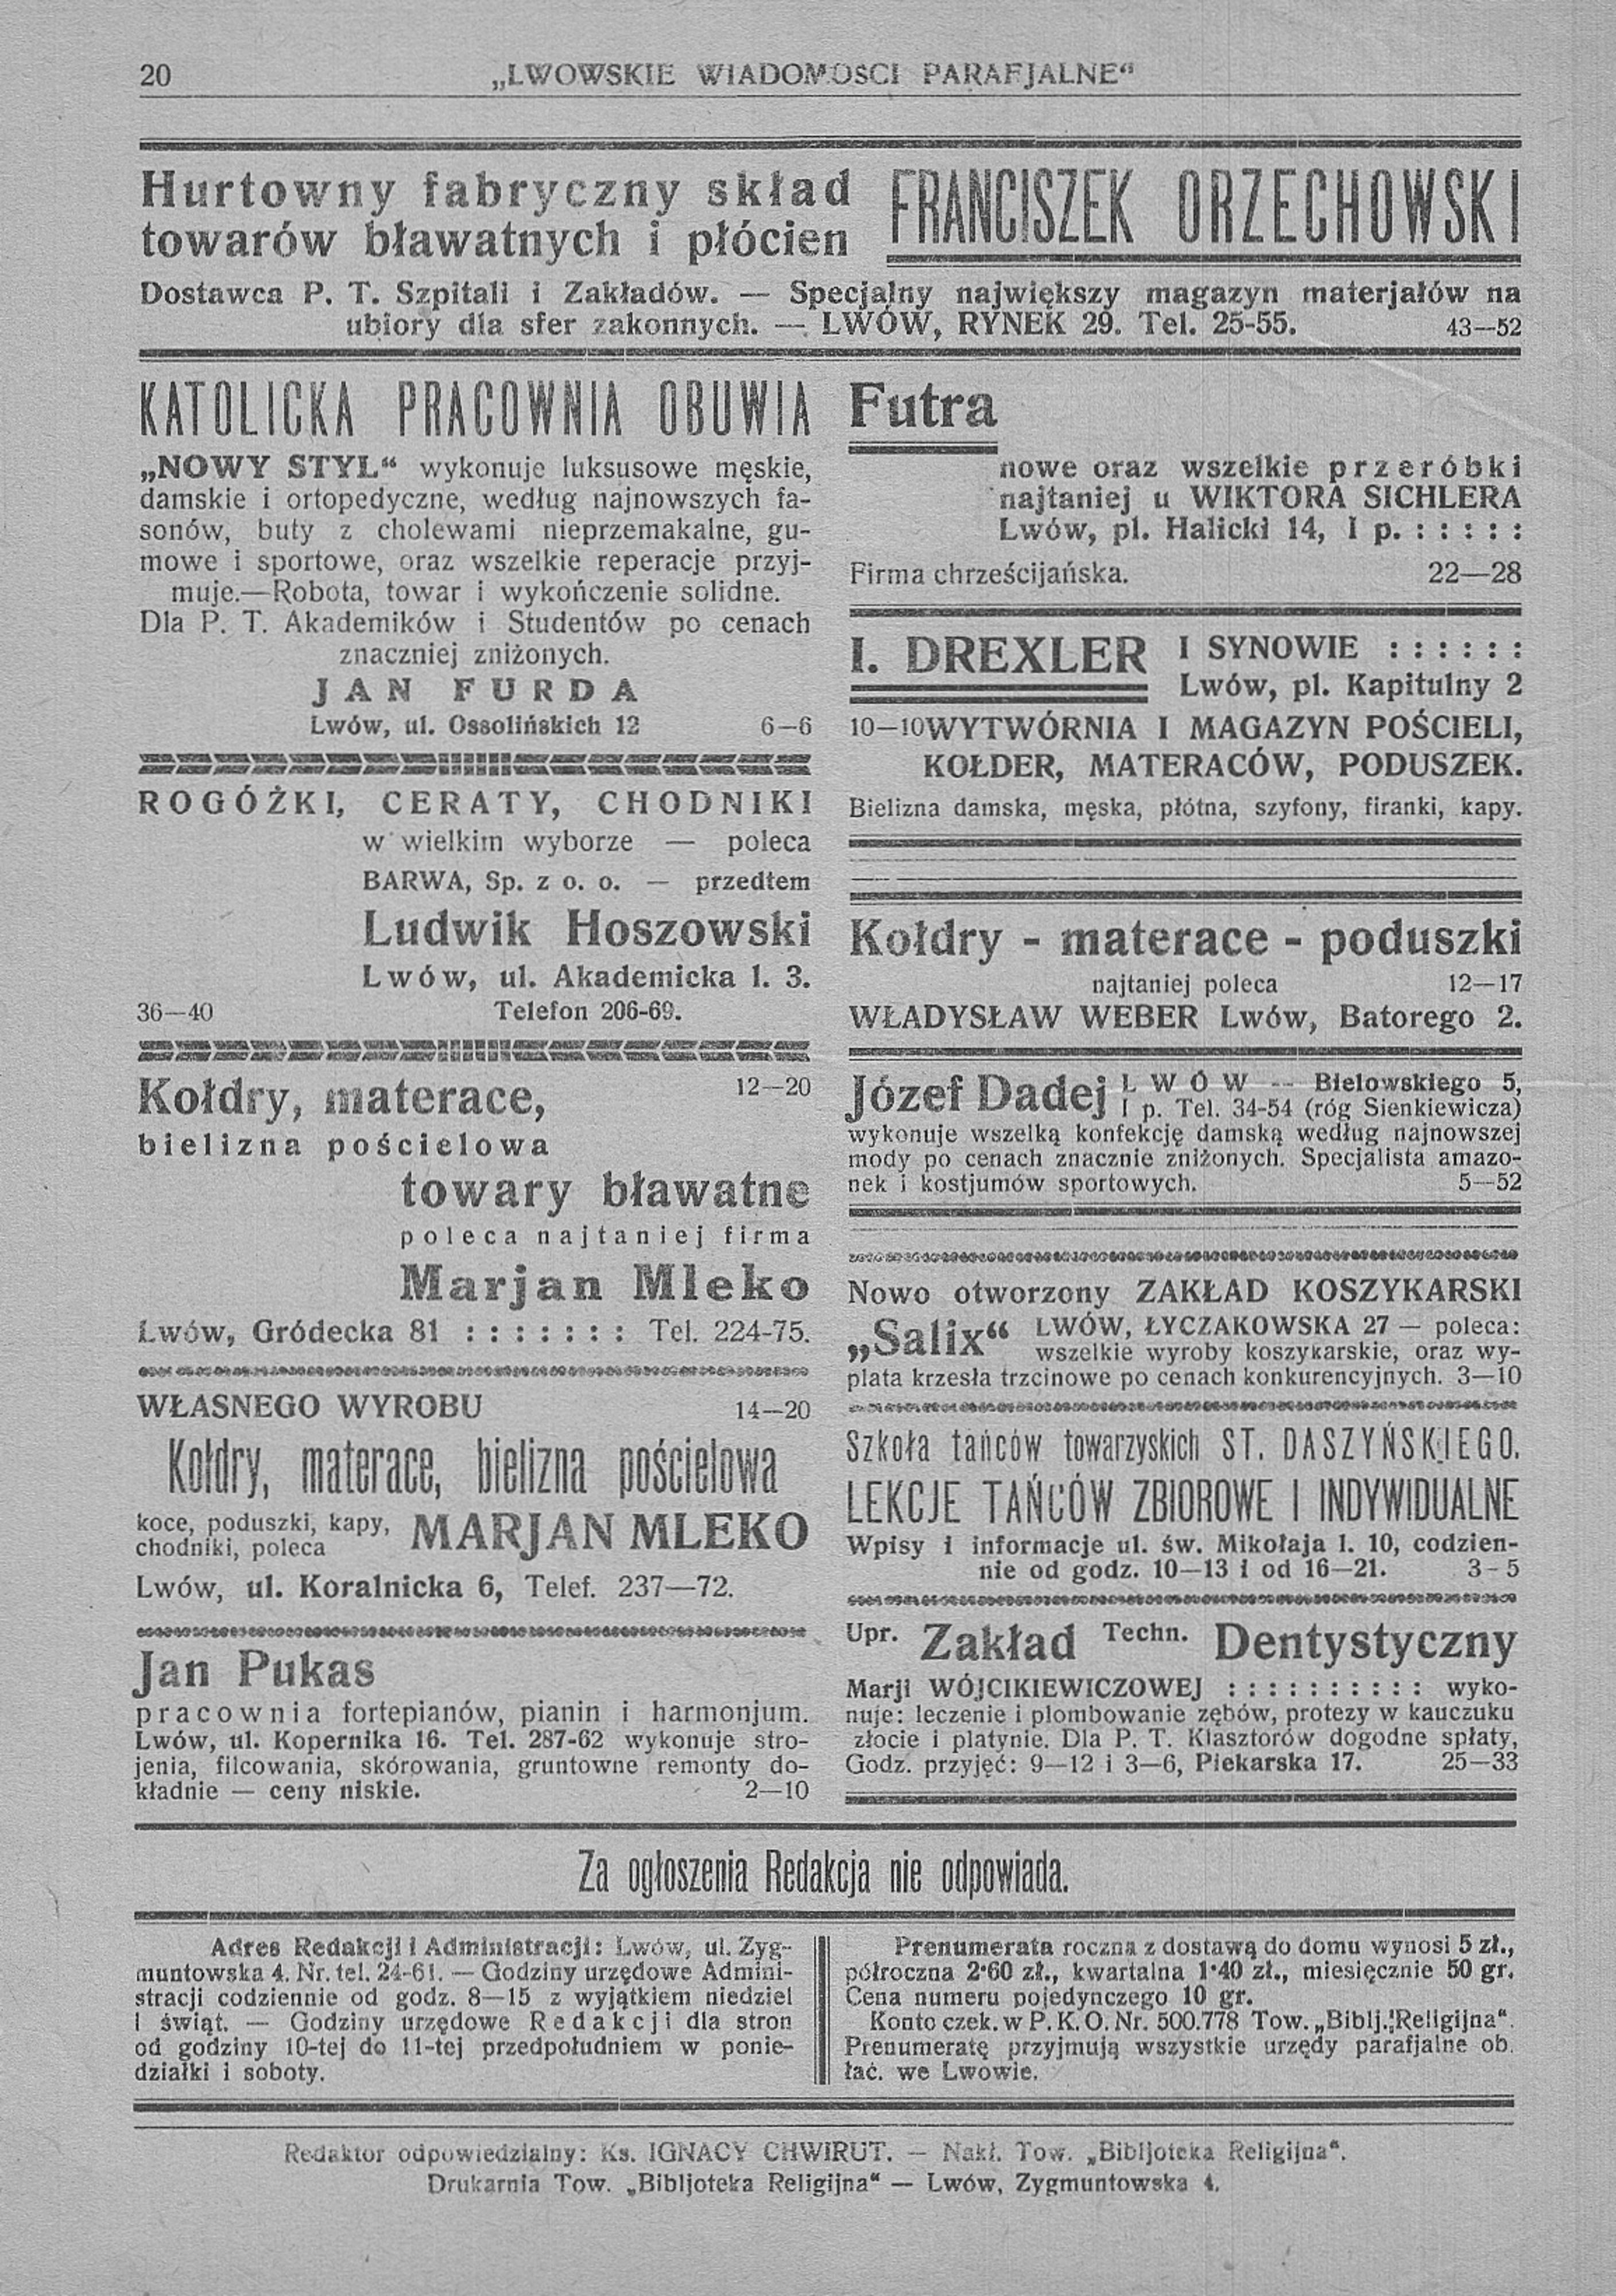 20
„LWOWSKIE WIADOMOSCI PARAFJALNE“
Hurtowny fabryczny skład
towarów bławatnych i płócien
FRANCISZEK ORZECHOWSKI
Dostawca P. T. Szpitali i Zakładów. — Specjalny największy magazyn materjałów na
ubiory dla sfer zakonnych. — LWÓW, RYNEK 29. Tel. 25-55. 43—52
KATOLICKA PRACOWNIA OBUWIA
„NOWY STYL“ wykonuje luksusowe męskie,
damskie i ortopedyczne, według najnowszych fa-
sonów, buty z cholewami nieprzemakalne, gu-
mowe i sportowe, oraz wszelkie reperacje przyj-
muje.—Robota, towar i wykończenie solidne.
Dla P. T. Akademików i Studentów po cenach
znaczniej zniżonych.
JAN FURDA
Lwów, ul. Ossolińskich 12 6—6
ROGÓŻKI, CERATY, CHODNIKI
w wielkim wyborze — poleca
BARWA, Sp. z o. o. — przedtem
Ludwik Hoszowski
Lwów, ul. Akademicka l. 3.
36—40 Telefon 206-69.
Kołdry, materace, 12—20
bielizna pościelowa
towary bławatne
poleca najtaniej firma
Marjan Mleko
Lwów, Gródecka 81 : : : : : : : Tel. 224-75.
WŁASNEGO WYROBU 14—20
Kołdry, materace, bielizna pościelowa
koce, poduszki, kapy,
chodniki, poleca
MARJAN MLEKO
Lwów, ul. Koralnicka 6, Telef. 237—72.
Jan Pukas
pracownia fortepianów, pianin i harmonjum.
Lwów, ul. Kopernika 16. Tel. 287-62 wykonuje stro-
jenia, filcowania, skórowania, gruntowne remonty do-
kładnie — ceny niskie. 2—10
Futra
nowe oraz wszelkie przeróbki
najtaniej u WIKTORA SICHLERA
Lwów, pl. Halicki 14, I p. : : : : :
Firma chrześcijańska. 22—28
I. DREXLER I SYNOWIE : : : : : :
Lwów, pl. Kapitulny 2
10—10 WYTWÓRNIA I MAGAZYN POŚCIELI,
KOŁDER, MATERACÓW, PODUSZEK.
Bielizna damska, męska, płótna, szyfony, firanki, kapy.
Kołdry - materace - poduszki
najtaniej poleca 12—17
WŁADYSŁAW WEBER Lwów, Batorego 2.
Józef Dadej LWÓW — Bielowskiego 5,
I p. Tel. 34-54 (róg Sienkiewicza)
wykonuje wszelką konfekcję damską według najnowszej
mody po cenach znacznie zniżonych. Specjalista amazo-
nek i kostjumów sportowych. 5—52
Nowo otworzony ZAKŁAD KOSZYKARSKI
„Salix“ LWÓW, ŁYCZAKOWSKA 27 — poleca:
wszelkie wyroby koszykarskie, oraz wy-
plata krzesła trzcinowe po cenach konkurencyjnych. 3—10
Szkoła tańców towarzyskich ST. DASZYŃSKIEGO.
LEKCJE TAŃCÓW ZBIOROWE I INDYWIDUALNE
Wpisy i informacje ul. św. Mikołaja l. 10, codzien-
nie od godz. 10—13 i od 16—21. 3-5
Upr. Zakład Techn. Dentystyczny
Marji WÓJCIKIEWICZOWEJ : : : : : : : : : : wyko-
nuje: leczenie i plombowanie zębów, protezy w kauczuku
złocie i platynie. Dla P. T. Klasztorów dogodne spłaty,
Godz. przyjęć: 9—12 i 3—6, Piekarska 17. 25—33
Za ogłoszenia Redakcja nie odpowiada.
Adres Redakcji i Administracji: Lwów, ul. Zyg-
muntowska 4. Nr. tel. 24-61. — Godziny urzędowe Admini-
stracji codziennie od godz. 8—15 z wyjątkiem niedziel
i świąt. — Godziny urzędowe Redakcji dla stron
od godziny 10-tej do 11-tej przedpołudniem w ponie-
działki i soboty.
Prenumerata roczna z dostawą do domu wynosi 5 zł.,
półroczna 2·60 zł., kwartalna 1·40 zł., miesięcznie 50 gr.
Cena numeru pojedynczego 10 gr.
Konto czek. w P. K. O. Nr. 500.778 Tow. „Biblj. Religijna“.
Prenumeratę przyjmują wszystkie urzędy parafjalne ob.
łać. we Lwowie.
Redaktor odpowiedzialny: Ks. IGNACY CHWIRUT. — Nakł. Tow. „Bibljoteka Religijna“.
Drukarnia Tow. „Bibljoteka Religijna“ — Lwów, Zygmuntowska 4.